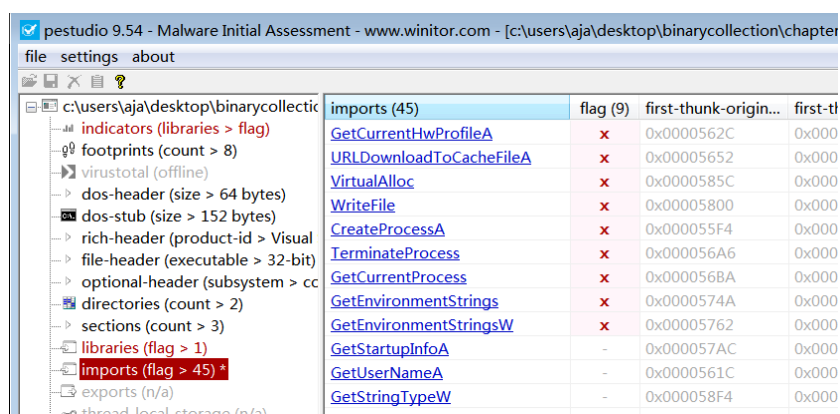 pestudio 9.54 - Malware Initial Assessment - www.winitor.com - [c:\users\aja\desktop\binarycollection\chapter
file settings about
c:\users\aja\desktop\binarycollectic
indicators (libraries > flag)
footprints (count > 8)
virustotal (offline)
dos-header (size > 64 bytes)
dos-stub (size > 152 bytes)
rich-header (product-id > Visual
file-header (executable > 32-bit)
optional-header (subsystem > cc
directories (count > 2)
sections (count > 3)
libraries (flag > 1)
imports (flag > 45) *
exports (n/a)
thread-local-storage (n/a)
imports (45) flag (9) first-thunk-origin... first-th
GetCurrentHwProfileA x 0x0000562C 0x000
URLDownloadToCacheFileA x 0x00005652 0x000
VirtualAlloc x 0x0000585C 0x000
WriteFile x 0x00005800 0x000
CreateProcessA x 0x000055F4 0x000
TerminateProcess x 0x000056A6 0x000
GetCurrentProcess x 0x000056BA 0x000
GetEnvironmentStrings x 0x0000574A 0x000
GetEnvironmentStringsW x 0x00005762 0x000
GetStartupInfoA - 0x000057AC 0x000
GetUserNameA - 0x0000561C 0x000
GetStringTypeW - 0x000058F4 0x000